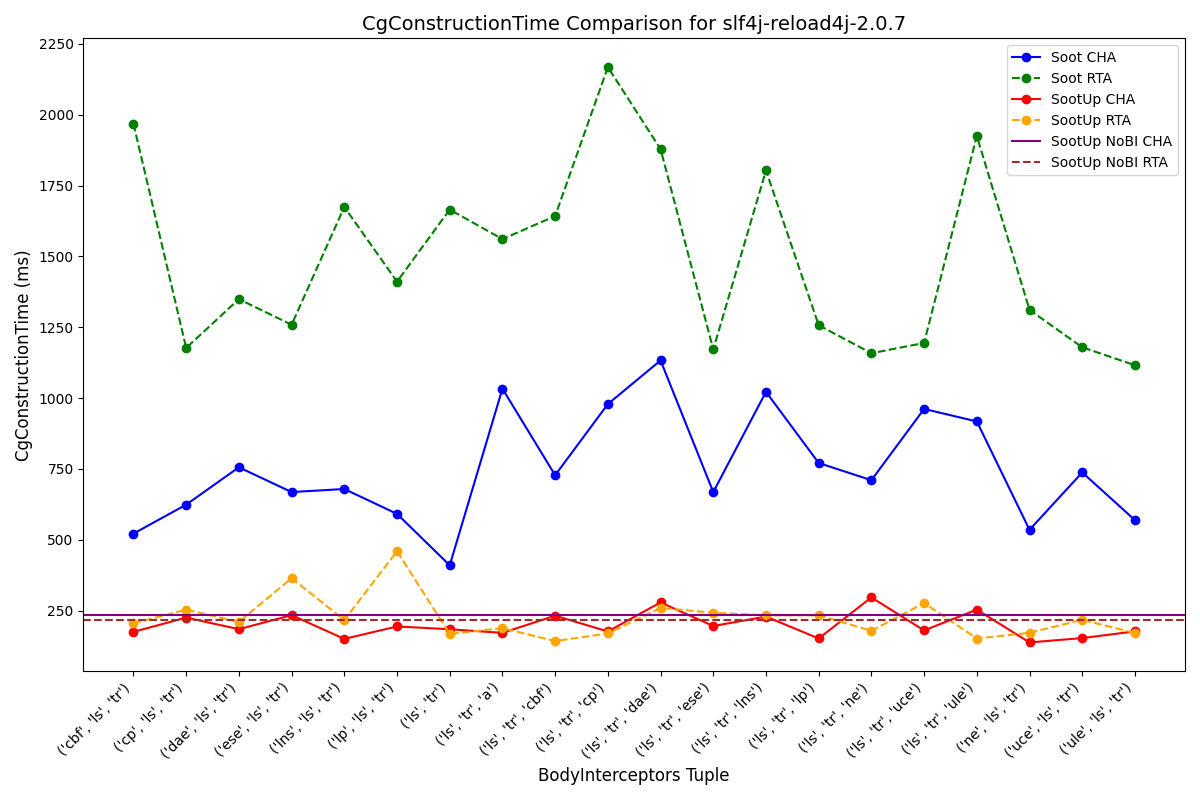 CgConstructionTime Comparison for slf4j-reload4j-2.0.7
Soot CHA
Soot RTA
SootUp CHA
SootUp RTA
SootUp NoBI CHA
SootUp NoBI RTA
CgConstructionTime (ms)
2250
2000
1750
1500
1250
1000
750
500
250
('cbf', 'ls', 'tr')
('cp', 'ls', 'tr')
('dae', 'ls', 'tr')
('ese', 'ls', 'tr')
('lns', 'ls', 'tr')
('lp', 'ls', 'tr')
('ls', 'tr')
('ls', 'tr', 'a')
('ls', 'tr', 'cbf')
('ls', 'tr', 'cp')
('ls', 'tr', 'dae')
('ls', 'tr', 'ese')
('ls', 'tr', 'lns')
('ls', 'tr', 'lp')
('ls', 'tr', 'ne')
('ls', 'tr', 'uce')
('ls', 'tr', 'ule')
('ne', 'ls', 'tr')
('uce', 'ls', 'tr')
('ule', 'ls', 'tr')
BodyInterceptors Tuple